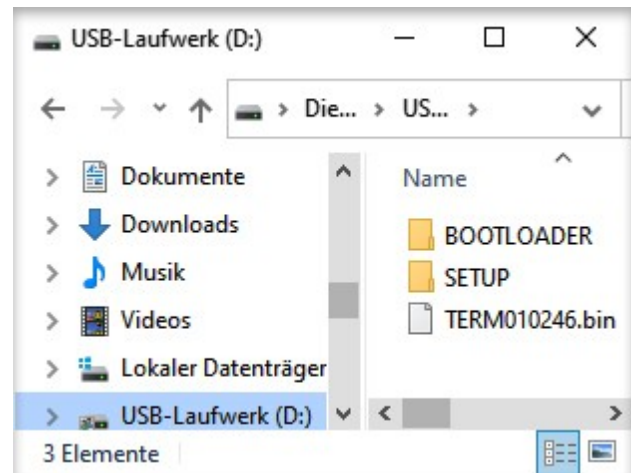 USB-Laufwerk (D:)
Die... US...
Dokumente
Downloads
Musik
Videos
Lokaler Datenträger
USB-Laufwerk (D:)
Name
BOOTLOADER
SETUP
TERM010246.bin
3 Elemente